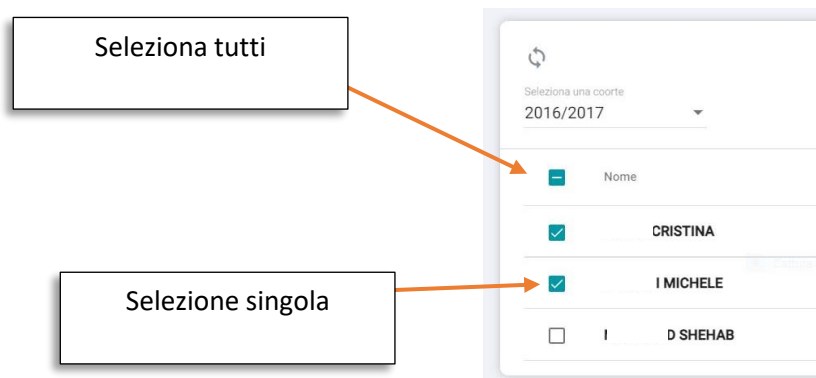 Seleziona tutti
Seleziona una coorte
2016/2017
Nome
CRISTINA
I MICHELE
Selezione singola
D SHEHAB